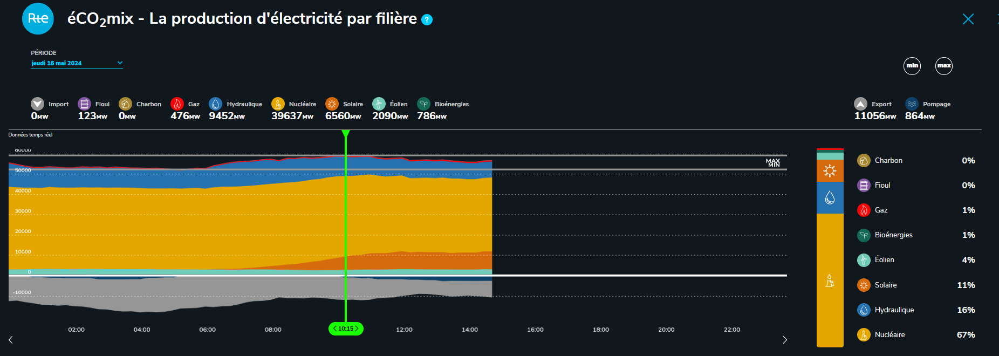 Rte
éCO2mix - La production d'électricité par filière ?
PÉRIODE
jeudi 16 mai 2024
min max
Import Fioul Charbon Gaz Hydraulique Nucléaire Solaire Éolien Bioénergies Export Pompage
0MW 123MW 0MW 476MW 9452MW 39637MW 6560MW 2090MW 786MW 11056MW 864MW
Données temps réel
60000
MAX
MIN
50000
40000
30000
20000
10000
0
-10000
02:00 04:00 06:00 08:00 10:15 12:00 14:00 16:00 18:00 20:00 22:00
Charbon 0%
Fioul 0%
Gaz 1%
Bioénergies 1%
Éolien 4%
Solaire 11%
Hydraulique 16%
Nucléaire 67%